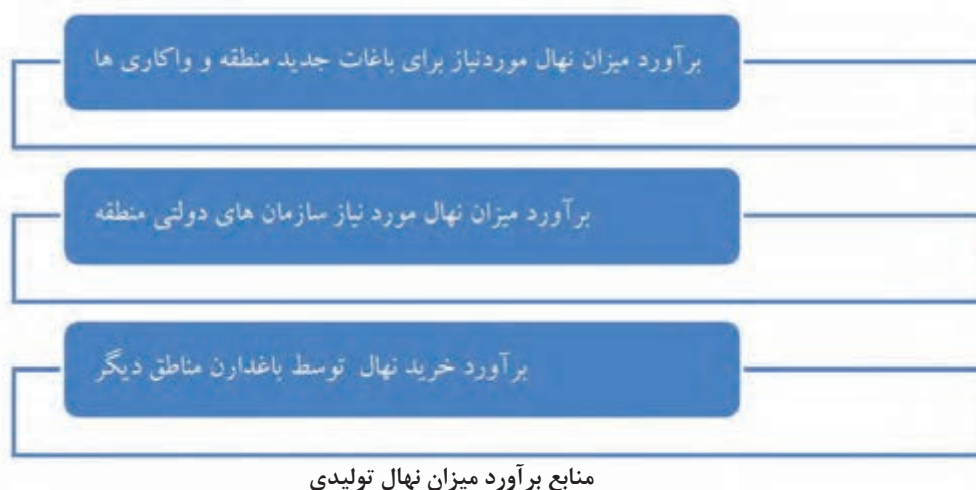 برآورد میزان نهال موردنیاز برای باغات جدید منطقه و واکاری ها
برآورد میزان نهال مورد نیاز سازمان های دولتی منطقه
برآورد خرید نهال توسط باغدارن مناطق دیگر
منابع برآورد میزان نهال تولیدی